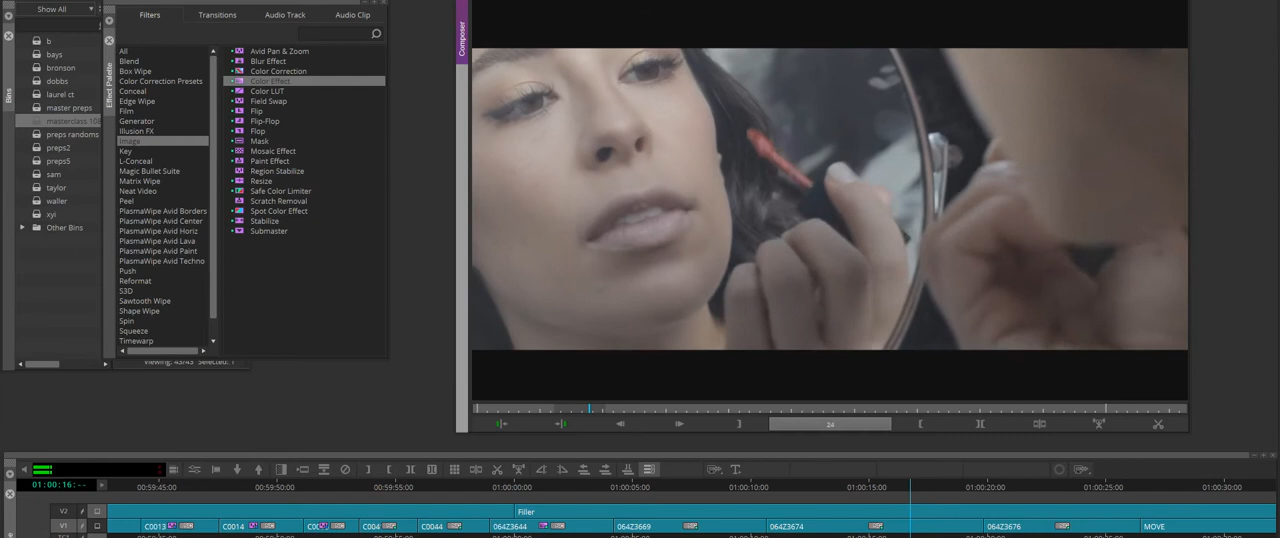 Show All
Filters
Transitions
Audio Track
Audio Clip
Bins
b
bays
bronson
dobbs
laurel ct
master preps
masterclass 108
preps randoms
preps2
preps5
sam
taylor
waller
xyi
Other Bins
Effect Palette
All
Blend
Box Wipe
Color Correction Presets
Conceal
Edge Wipe
Film
Generator
Illusion FX
Image
Key
L-Conceal
Magic Bullet Suite
Matrix Wipe
Neat Video
Peel
PlasmaWipe Avid Borders
PlasmaWipe Avid Center
PlasmaWipe Avid Horiz
PlasmaWipe Avid Lava
PlasmaWipe Avid Paint
PlasmaWipe Avid Techno
Push
Reformat
S3D
Sawtooth Wipe
Shape Wipe
Spin
Squeeze
Timewarp
Avid Pan & Zoom
Blur Effect
Color Correction
Color Effect
Color LUT
Field Swap
Flip
Flip-Flop
Flop
Mask
Mosaic Effect
Paint Effect
Region Stabilize
Resize
Safe Color Limiter
Scratch Removal
Spot Color Effect
Stabilize
Submaster
Viewing: 43/43 Selected: 1
Composer
24
01:00:16:--
00:59:45:00
00:59:50:00
00:59:55:00
01:00:00:00
01:00:05:00
01:00:10:00
01:00:15:00
01:00:20:00
01:00:25:00
01:00:30:00
V2
Filler
V1
C0013
C0014
C0044
064Z3644
064Z3669
064Z3674
064Z3676
MOVE